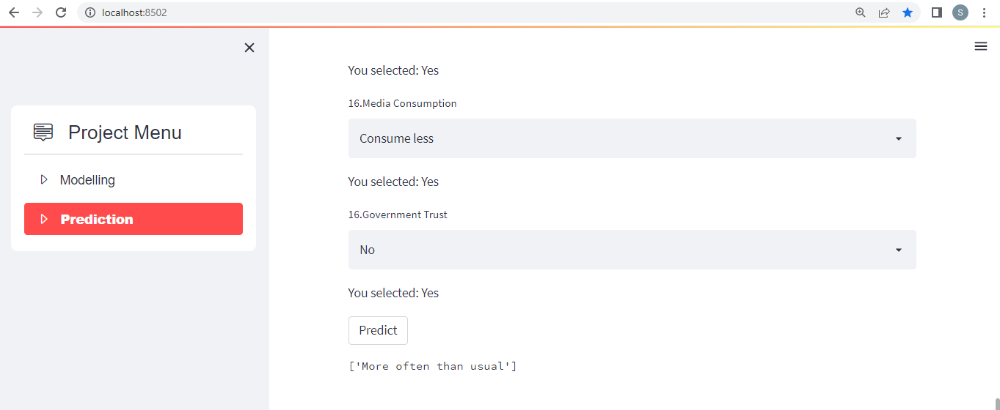 localhost:8502
S
Project Menu
Modelling
Prediction
You selected: Yes
16.Media Consumption
Consume less
You selected: Yes
16.Government Trust
No
You selected: Yes
Predict
['More often than usual']